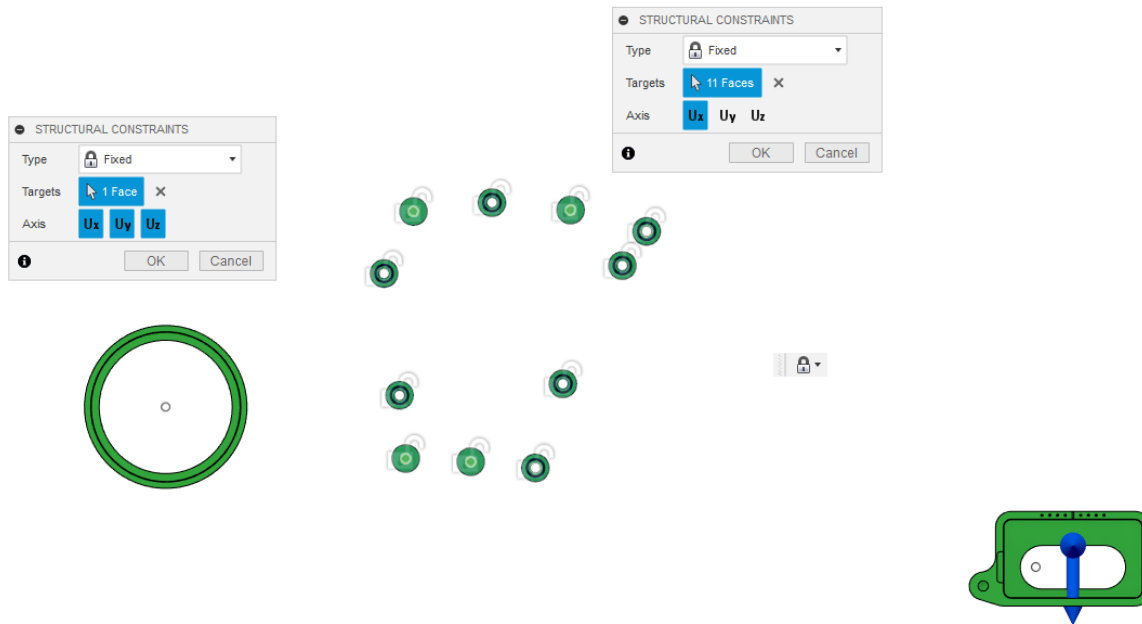 STRUCTURAL CONSTRAINTS
Type Fixed
Targets 11 Faces
Axis Ux Uy Uz
OK Cancel
STRUCTURAL CONSTRAINTS
Type Fixed
Targets 1 Face
Axis Ux Uy Uz
OK Cancel